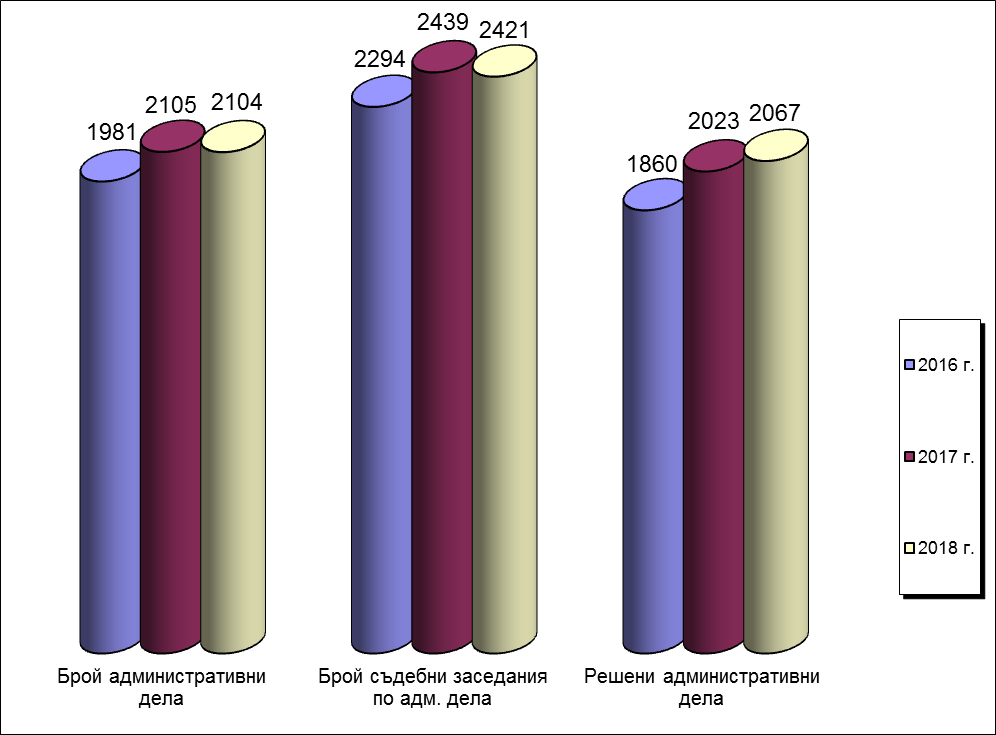 2439
2421
2294
2105
2104
1981
2067
2023
1860
2016 г.
2017 г.
2018 г.
Брой административни
дела
Брой съдебни заседания
по адм. дела
Решени административни
дела